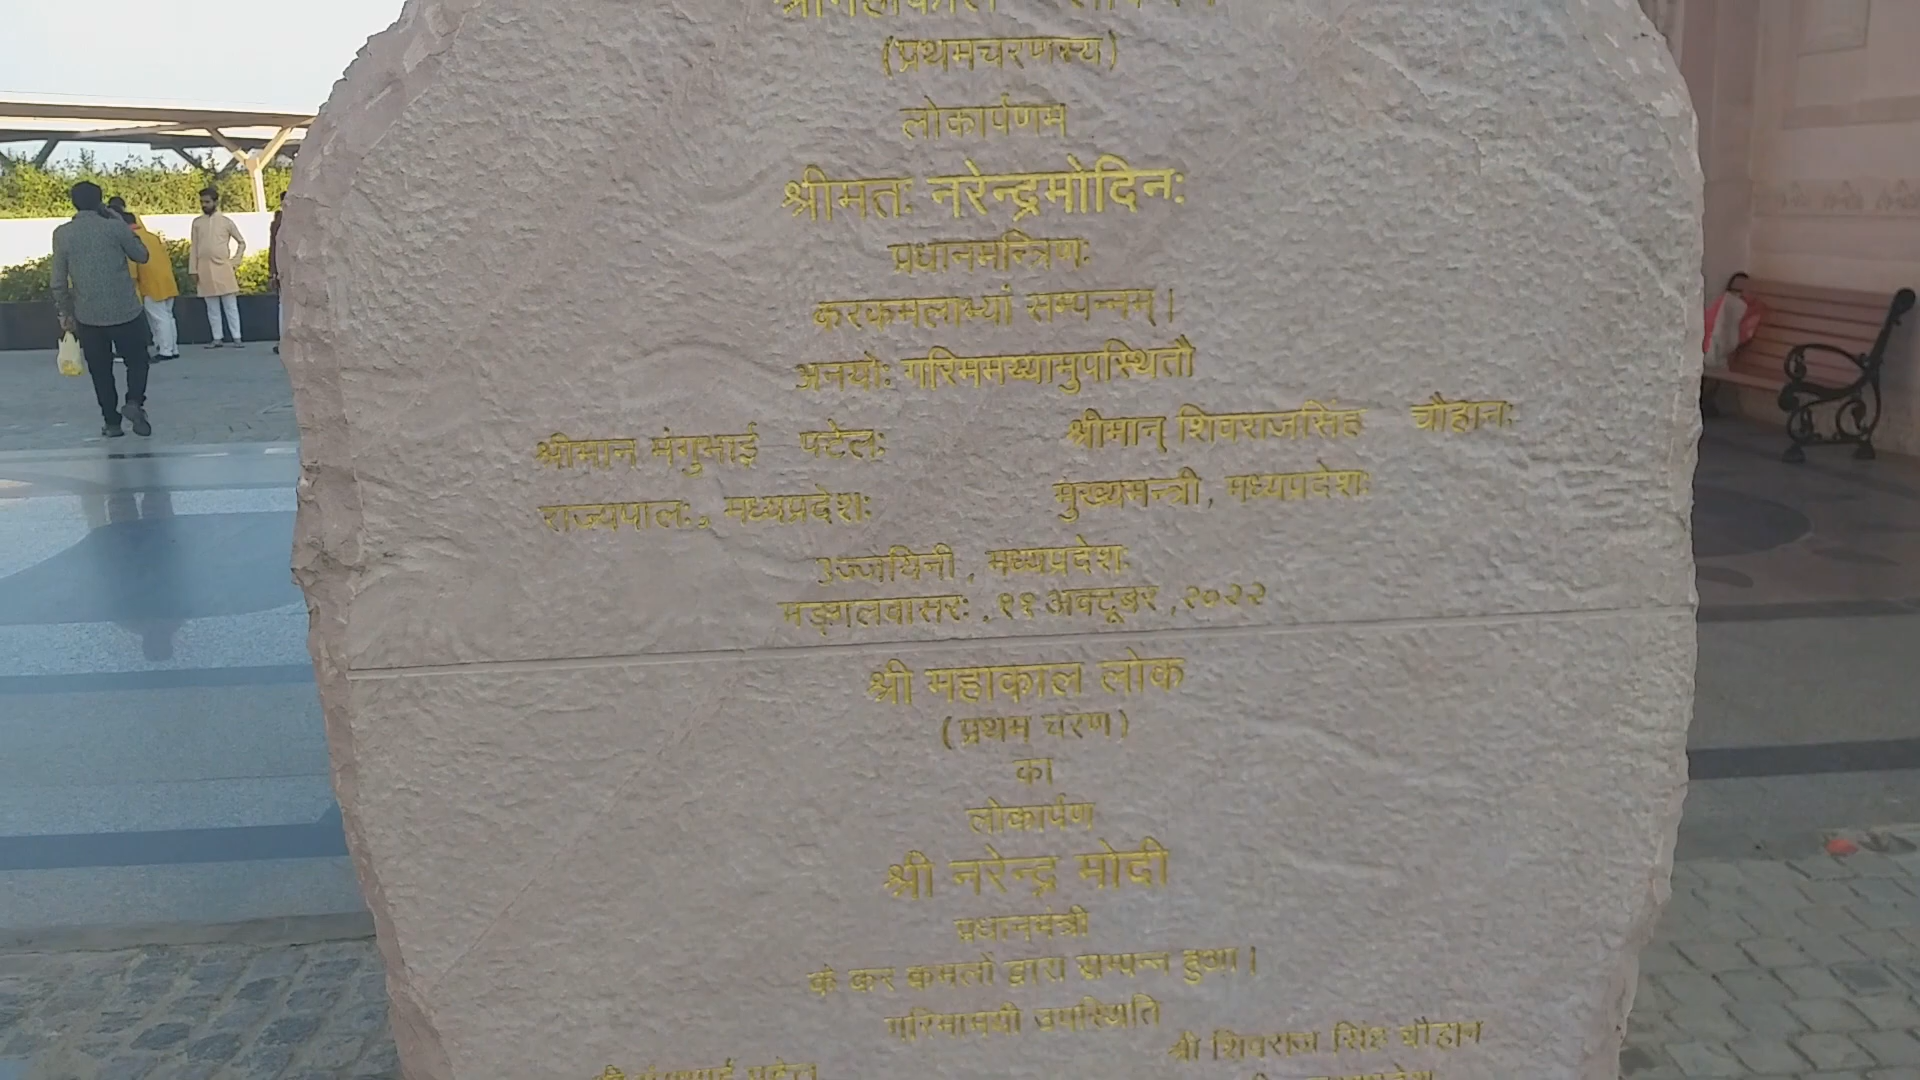 (प्रथमचरणस्य)
लोकार्पणम
श्रीमतः नरेन्द्रमोदिनः
प्रधानमन्त्रिणः
करकमलाभ्यां सम्पन्नम्।
अनयोः गरिममय्यामुपस्थितौ
श्रीमान मंगुभाई पटेलः
राज्यपालः, मध्यप्रदेशः
श्रीमान् शिवराजसिंह चौहानः
मुख्यमन्त्री, मध्यप्रदेशः
उज्जयिनी, मध्यप्रदेशः
मङ्गलवासरः, ११ अक्टूबर, २०२२
श्री महाकाल लोक
(प्रथम चरण)
का
लोकार्पण
श्री नरेन्द्र मोदी
प्रधानमंत्री
के कर कमलों द्वारा सम्पन्न हुआ।
गरिमामयी उपस्थिति
श्री मंगुभाई पटेल
श्री शिवराज सिंह चौहान